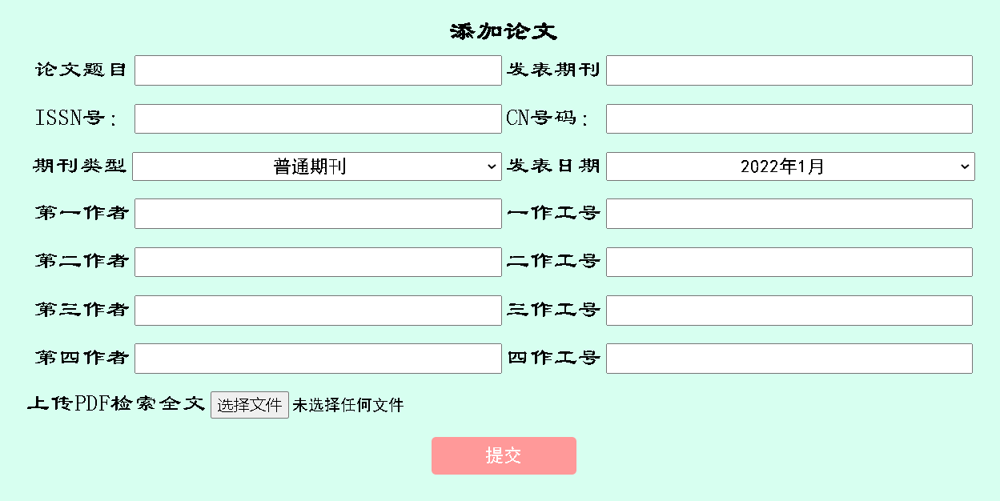 添加论文
论文题目 发表期刊
ISSN号： CN号码：
期刊类型 普通期刊 发表日期 2022年1月
第一作者 一作工号
第二作者 二作工号
第三作者 三作工号
第四作者 四作工号
上传PDF检索全文 选择文件 未选择任何文件
提交